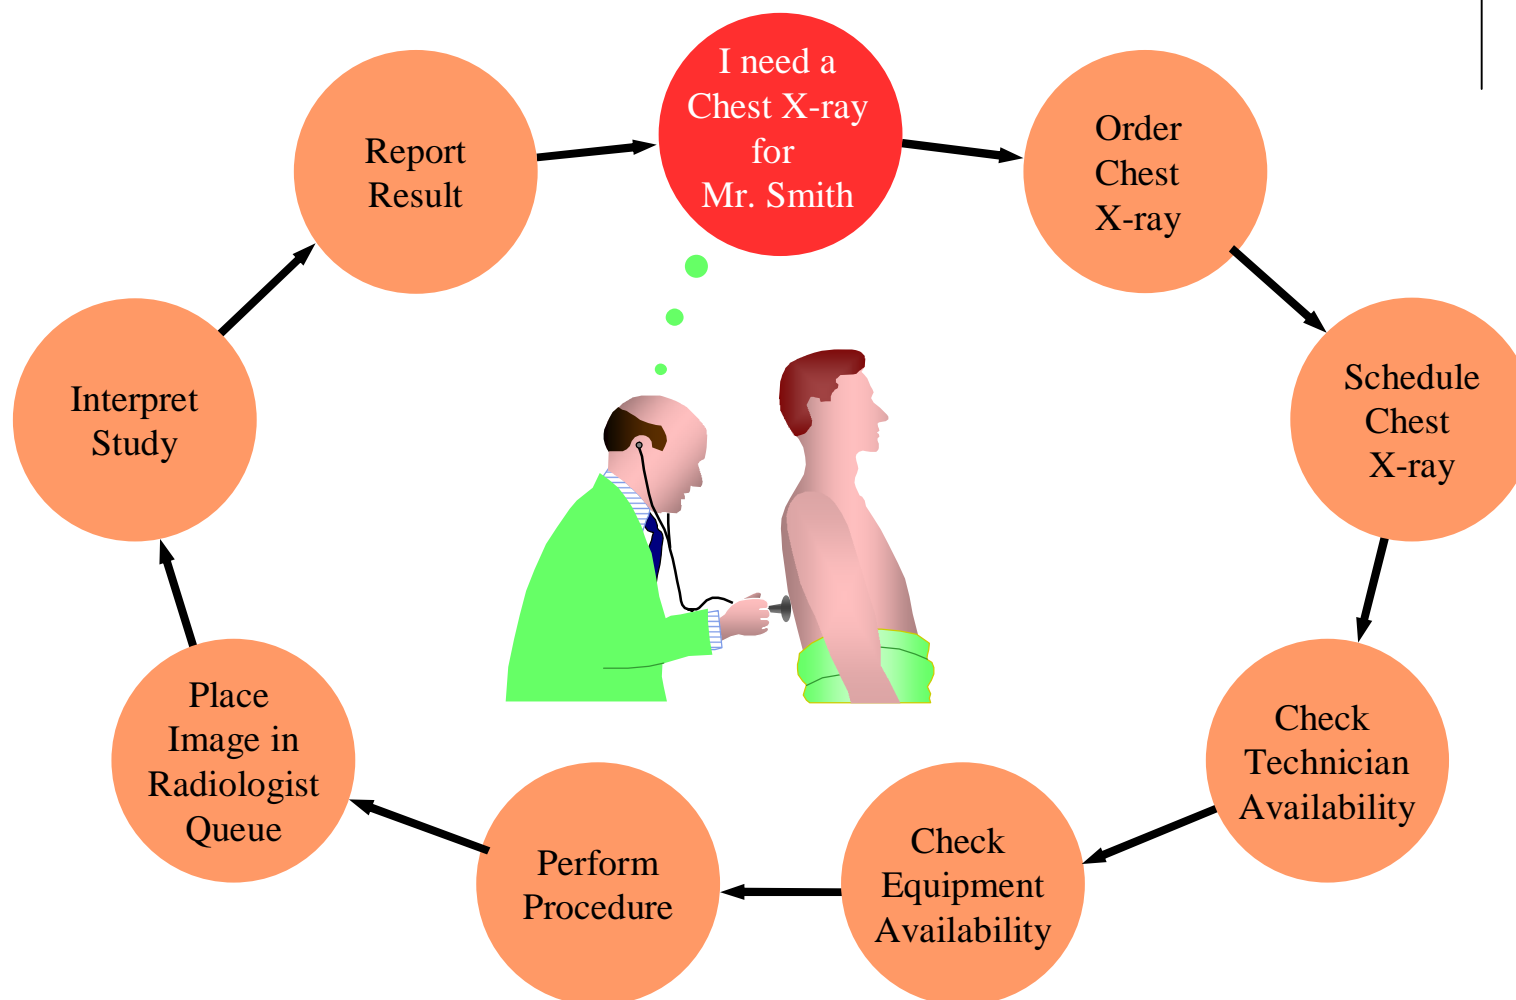 I need a
Chest X-ray
for
Mr. Smith
Order
Chest
X-ray
Schedule
Chest
X-ray
Check
Technician
Availability
Check
Equipment
Availability
Perform
Procedure
Place
Image in
Radiologist
Queue
Interpret
Study
Report
Result